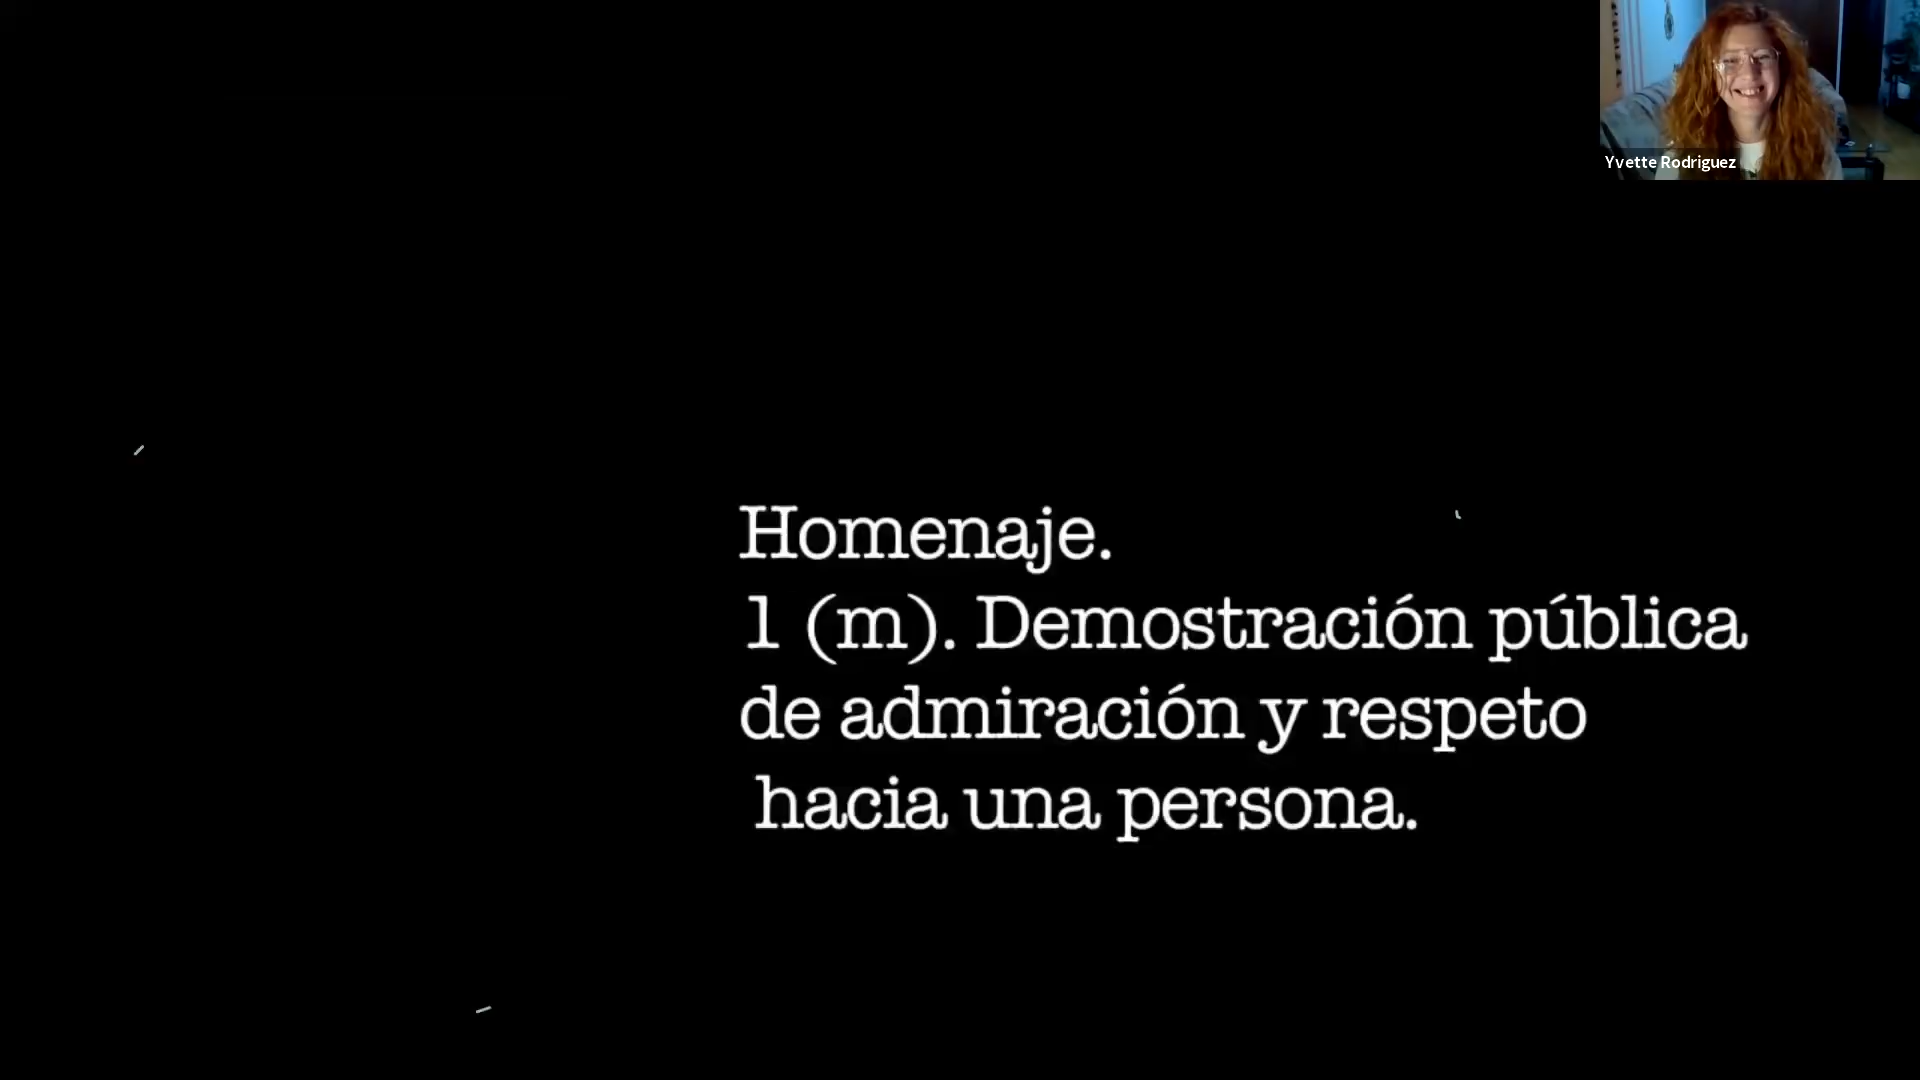 Yvette Rodriguez
Homenaje.
1 (m). Demostración pública
de admiración y respeto
hacia una persona.